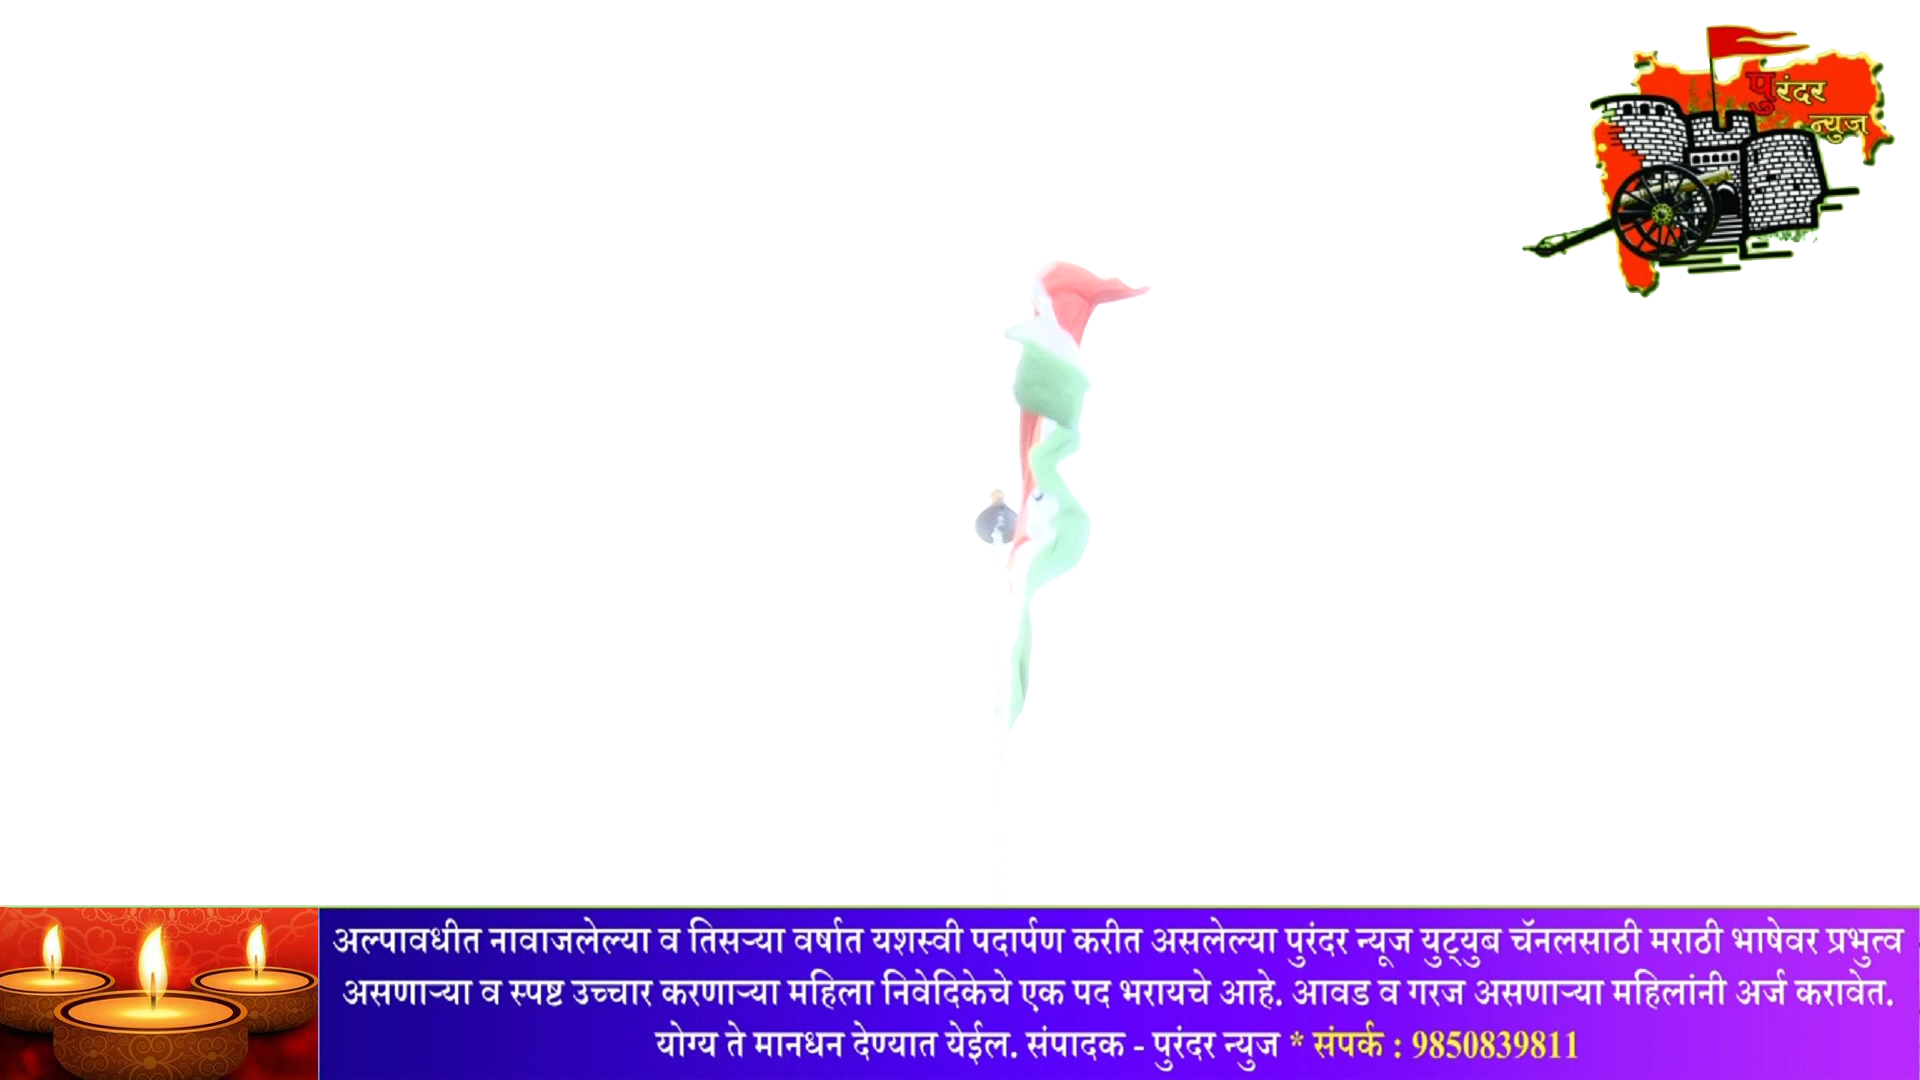 पुरंदर
न्युज
अल्पावधीत नावाजलेल्या व तिसऱ्या वर्षात यशस्वी पदार्पण करीत असलेल्या पुरंदर न्यूज युट्युब चॅनलसाठी मराठी भाषेवर प्रभुत्व
असणाऱ्या व स्पष्ट उच्चार करणाऱ्या महिला निवेदिकेचे एक पद भरायचे आहे. आवड व गरज असणाऱ्या महिलांनी अर्ज करावेत.
योग्य ते मानधन देण्यात येईल. संपादक - पुरंदर न्युज * संपर्क : 9850839811